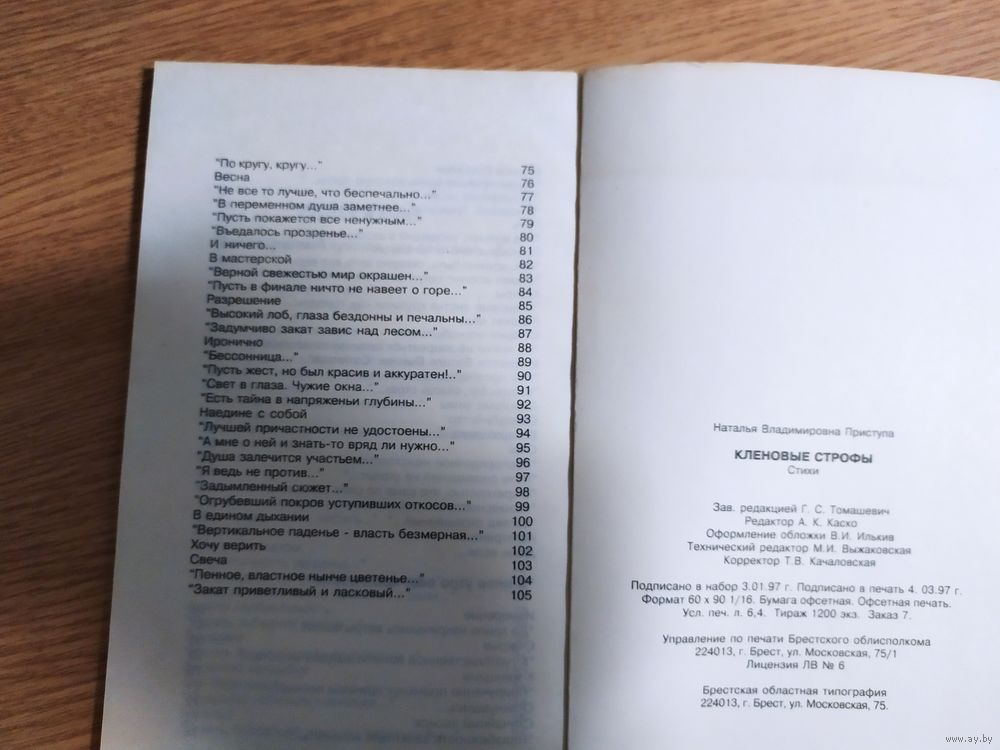 "По кругу, кругу..." 75
Весна 76
"Не все то лучше, что беспечально..." 77
"В переменном душа заметнее..." 78
"Пусть покажется все ненужным..." 79
"Въедалось прозренье..." 80
И ничего... 81
В мастерской 82
"Верной свежестью мир окрашен..." 83
"Пусть в финале ничто не навеет о горе..." 84
Разрешение 85
"Высокий лоб, глаза бездонны и печальны..." 86
"Задумчиво закат завис над лесом..." 87
Иронично 88
"Бессонница..." 89
"Пусть жест, но был красив и аккуратен!.." 90
"Свет в глаза. Чужие окна..." 91
"Есть тайна в напряженьи глубины..." 92
Наедине с собой 93
"Лучшей причастности не удостоены..." 94
"А мне о ней и знать-то вряд ли нужно..." 95
"Душа залечится участьем..." 96
"Я ведь не против..." 97
"Задымленный сюжет..." 98
"Огрубевший покров уступивших откосов..." 99
В едином дыхании 100
"Вертикальное паденье - власть безмерная..." 101
Хочу верить 102
Свеча 103
"Пенное, властное нынче цветенье..." 104
"Закат приветливый и ласковый..." 105
Наталья Владимировна Приступа
КЛЕНОВЫЕ СТРОФЫ
Стихи
Зав. редакцией Г. С. Томашевич
Редактор А. К. Каско
Оформление обложки В.И. Илькив
Технический редактор М.И. Выжаковская
Корректор Т.В. Качаловская
Подписано в набор 3.01.97 г. Подписано в печать 4. 03.97 г.
Формат 60 x 90 1/16. Бумага офсетная. Офсетная печать.
Усл. печ. л. 6,4. Тираж 1200 экз. Заказ 7.
Управление по печати Брестского облисполкома
224013, г. Брест, ул. Московская, 75/1
Лицензия ЛВ № 6
Брестская областная типография
224013, г. Брест, ул. Московская, 75.
www.ay.by